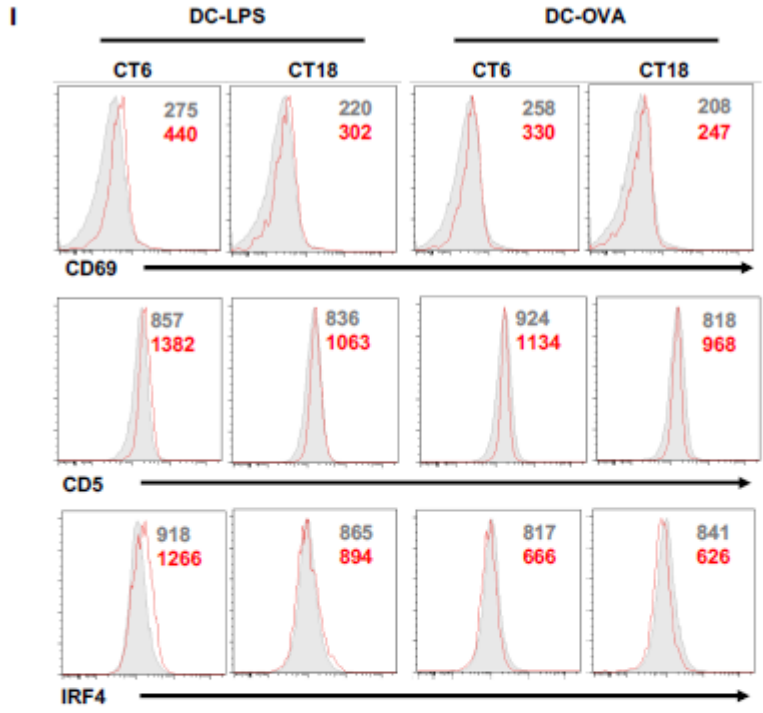 I
DC-LPS DC-OVA
CT6 CT18 CT6 CT18
275 220 258 208
440 302 330 247
CD69
857 836 924 818
1382 1063 1134 968
CD5
918 865 817 841
1266 894 666 626
IRF4